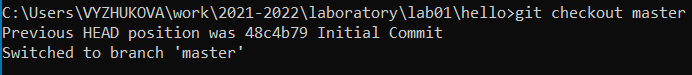 C:\Users\VYZHUKOVA\work\2021-2022\laboratory\lab01\hello>git checkout master
Previous HEAD position was 48c4b79 Initial Commit
Switched to branch 'master'